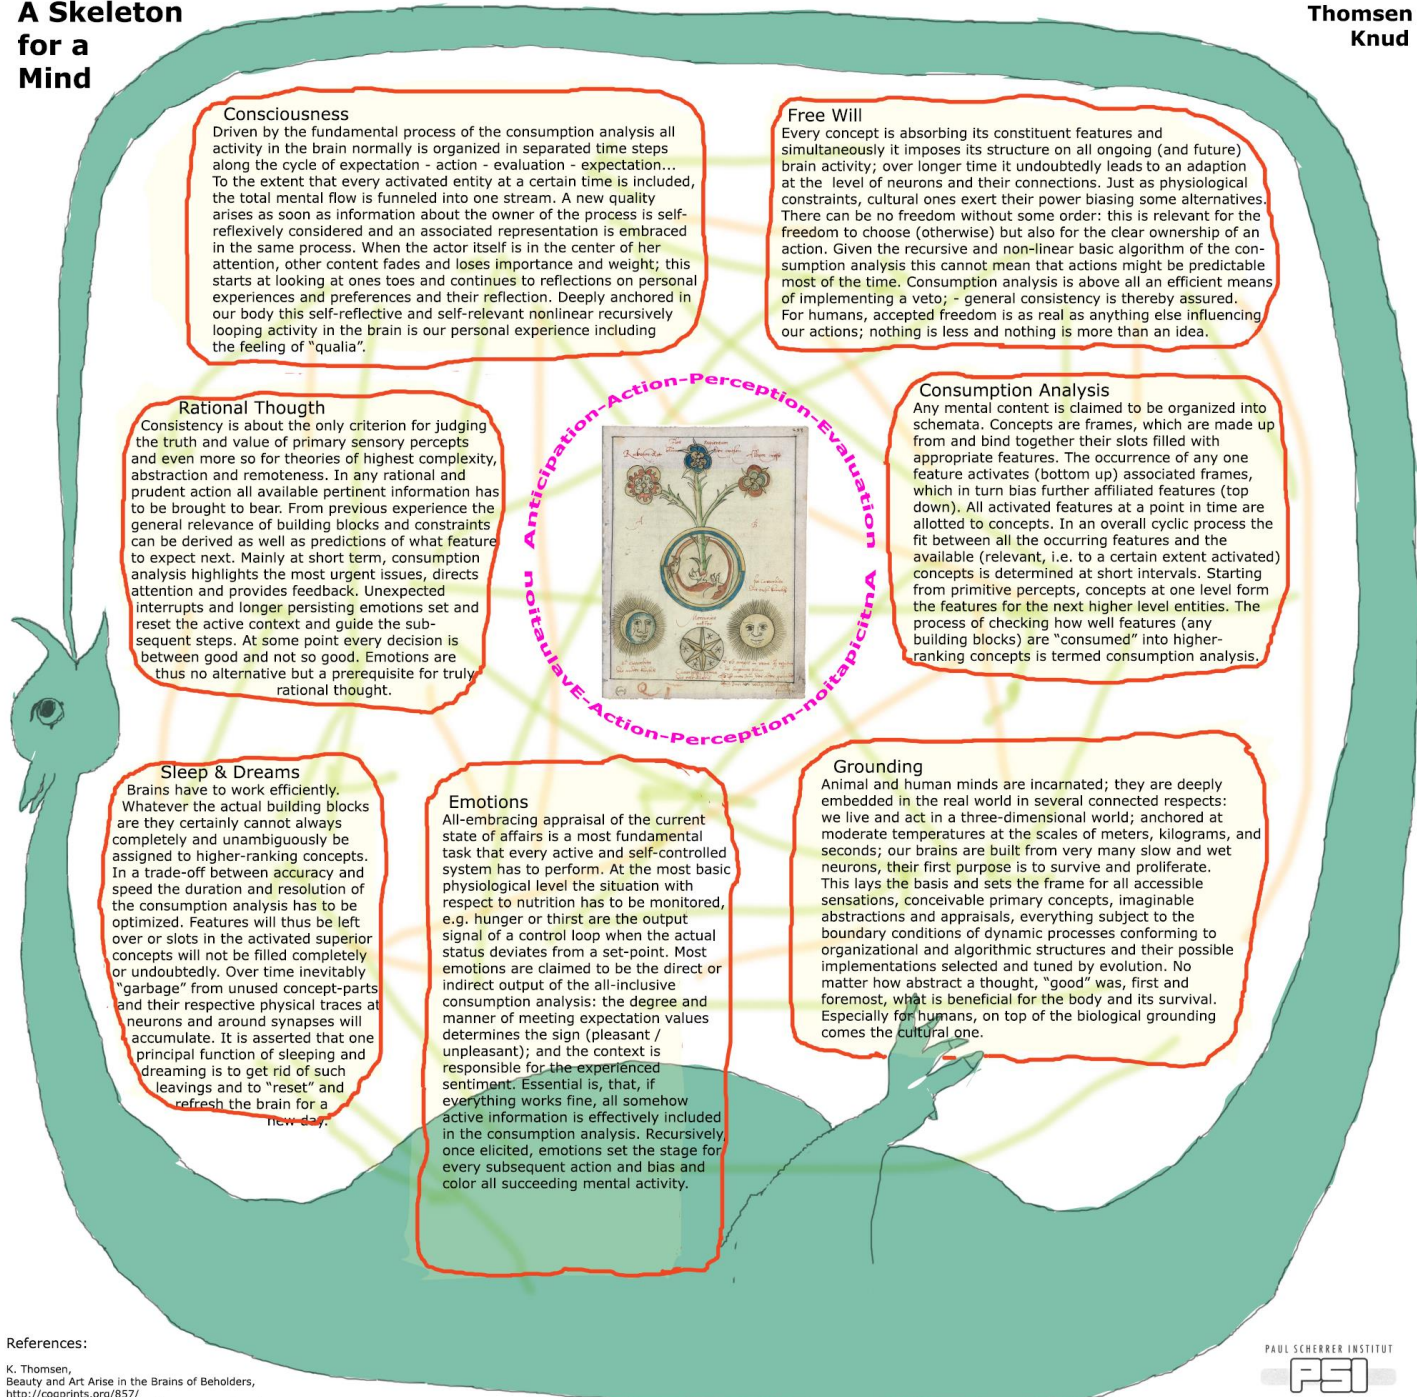 A Skeleton
for a
Mind
Thomsen
Knud
Consciousness
Driven by the fundamental process of the consumption analysis all
activity in the brain normally is organized in separated time steps
along the cycle of expectation - action - evaluation - expectation...
To the extent that every activated entity at a certain time is included,
the total mental flow is funneled into one stream. A new quality
arises as soon as information about the owner of the process is self-
reflexively considered and an associated representation is embraced
in the same process. When the actor itself is in the center of her
attention, other content fades and loses importance and weight; this
starts at looking at ones toes and continues to reflections on personal
experiences and preferences and their reflection. Deeply anchored in
our body this self-reflective and self-relevant nonlinear recursively
looping activity in the brain is our personal experience including
the feeling of “qualia”.
Free Will
Every concept is absorbing its constituent features and
simultaneously it imposes its structure on all ongoing (and future)
brain activity; over longer time it undoubtedly leads to an adaption
at the level of neurons and their connections. Just as physiological
constraints, cultural ones exert their power biasing some alternatives.
There can be no freedom without some order: this is relevant for the
freedom to choose (otherwise) but also for the clear ownership of an
action. Given the recursive and non-linear basic algorithm of the con-
sumption analysis this cannot mean that actions might be predictable
most of the time. Consumption analysis is above all an efficient means
of implementing a veto; - general consistency is thereby assured.
For humans, accepted freedom is as real as anything else influencing
our actions; nothing is less and nothing is more than an idea.
Rational Thougth
Consistency is about the only criterion for judging
the truth and value of primary sensory percepts
and even more so for theories of highest complexity,
abstraction and remoteness. In any rational and
prudent action all available pertinent information has
to be brought to bear. From previous experience the
general relevance of building blocks and constraints
can be derived as well as predictions of what feature
to expect next. Mainly at short term, consumption
analysis highlights the most urgent issues, directs
attention and provides feedback. Unexpected
interrupts and longer persisting emotions set and
reset the active context and guide the sub-
sequent steps. At some point every decision is
between good and not so good. Emotions are
thus no alternative but a prerequisite for truly
rational thought.
Anticipation-Action-Perception-Evaluation
Anticipation-Perception-Action-Evaluation
Consumption Analysis
Any mental content is claimed to be organized into
schemata. Concepts are frames, which are made up
from and bind together their slots filled with
appropriate features. The occurrence of any one
feature activates (bottom up) associated frames,
which in turn bias further affiliated features (top
down). All activated features at a point in time are
allotted to concepts. In an overall cyclic process the
fit between all the occurring features and the
available (relevant, i.e. to a certain extent activated)
concepts is determined at short intervals. Starting
from primitive percepts, concepts at one level form
the features for the next higher level entities. The
process of checking how well features (any
building blocks) are “consumed” into higher-
ranking concepts is termed consumption analysis.
Sleep & Dreams
Brains have to work efficiently.
Whatever the actual building blocks
are they certainly cannot always
completely and unambiguously be
assigned to higher-ranking concepts.
In a trade-off between accuracy and
speed the duration and resolution of
the consumption analysis has to be
optimized. Features will thus be left
over or slots in the activated superior
concepts will not be filled completely
or undoubtedly. Over time inevitably
“garbage” from unused concept-parts
and their respective physical traces at
neurons and around synapses will
accumulate. It is asserted that one
principal function of sleeping and
dreaming is to get rid of such
leavings and to “reset” and
refresh the brain for a
new day.
Emotions
All-embracing appraisal of the current
state of affairs is a most fundamental
task that every active and self-controlled
system has to perform. At the most basic
physiological level the situation with
respect to nutrition has to be monitored,
e.g. hunger or thirst are the output
signal of a control loop when the actual
status deviates from a set-point. Most
emotions are claimed to be the direct or
indirect output of the all-inclusive
consumption analysis: the degree and
manner of meeting expectation values
determines the sign (pleasant /
unpleasant); and the context is
responsible for the experienced
sentiment. Essential is, that, if
everything works fine, all somehow
active information is effectively included
in the consumption analysis. Recursively,
once elicited, emotions set the stage for
every subsequent action and bias and
color all succeeding mental activity.
Grounding
Animal and human minds are incarnated; they are deeply
embedded in the real world in several connected respects:
we live and act in a three-dimensional world; anchored at
moderate temperatures at the scales of meters, kilograms, and
seconds; our brains are built from very many slow and wet
neurons, their first purpose is to survive and proliferate.
This lays the basis and sets the frame for all accessible
sensations, conceivable primary concepts, imaginable
abstractions and appraisals, everything subject to the
boundary conditions of dynamic processes conforming to
organizational and algorithmic structures and their possible
implementations selected and tuned by evolution. No
matter how abstract a thought, “good” was, first and
foremost, what is beneficial for the body and its survival.
Especially for humans, on top of the biological grounding
comes the cultural one.
References:
K. Thomsen,
Beauty and Art Arise in the Brains of Beholders,
http://cogprints.org/857/
PAUL SCHERRER INSTITUT
PSI